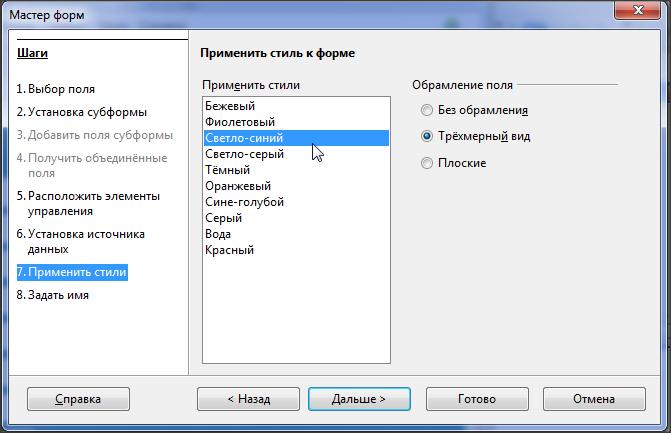 Мастер форм
Шаги
1. Выбор поля
2. Установка субформы
3. Добавить поля субформы
4. Получить объединённые
поля
5. Расположить элементы
управления
6. Установка источника
данных
7. Применить стили
8. Задать имя
Применить стиль к форме
Применить стили
Бежевый
Фиолетовый
Светло-синий
Светло-серый
Тёмный
Оранжевый
Сине-голубой
Серый
Вода
Красный
Обрамление поля
Без обрамления
Трёхмерный вид
Плоские
Справка
< Назад
Дальше >
Готово
Отмена